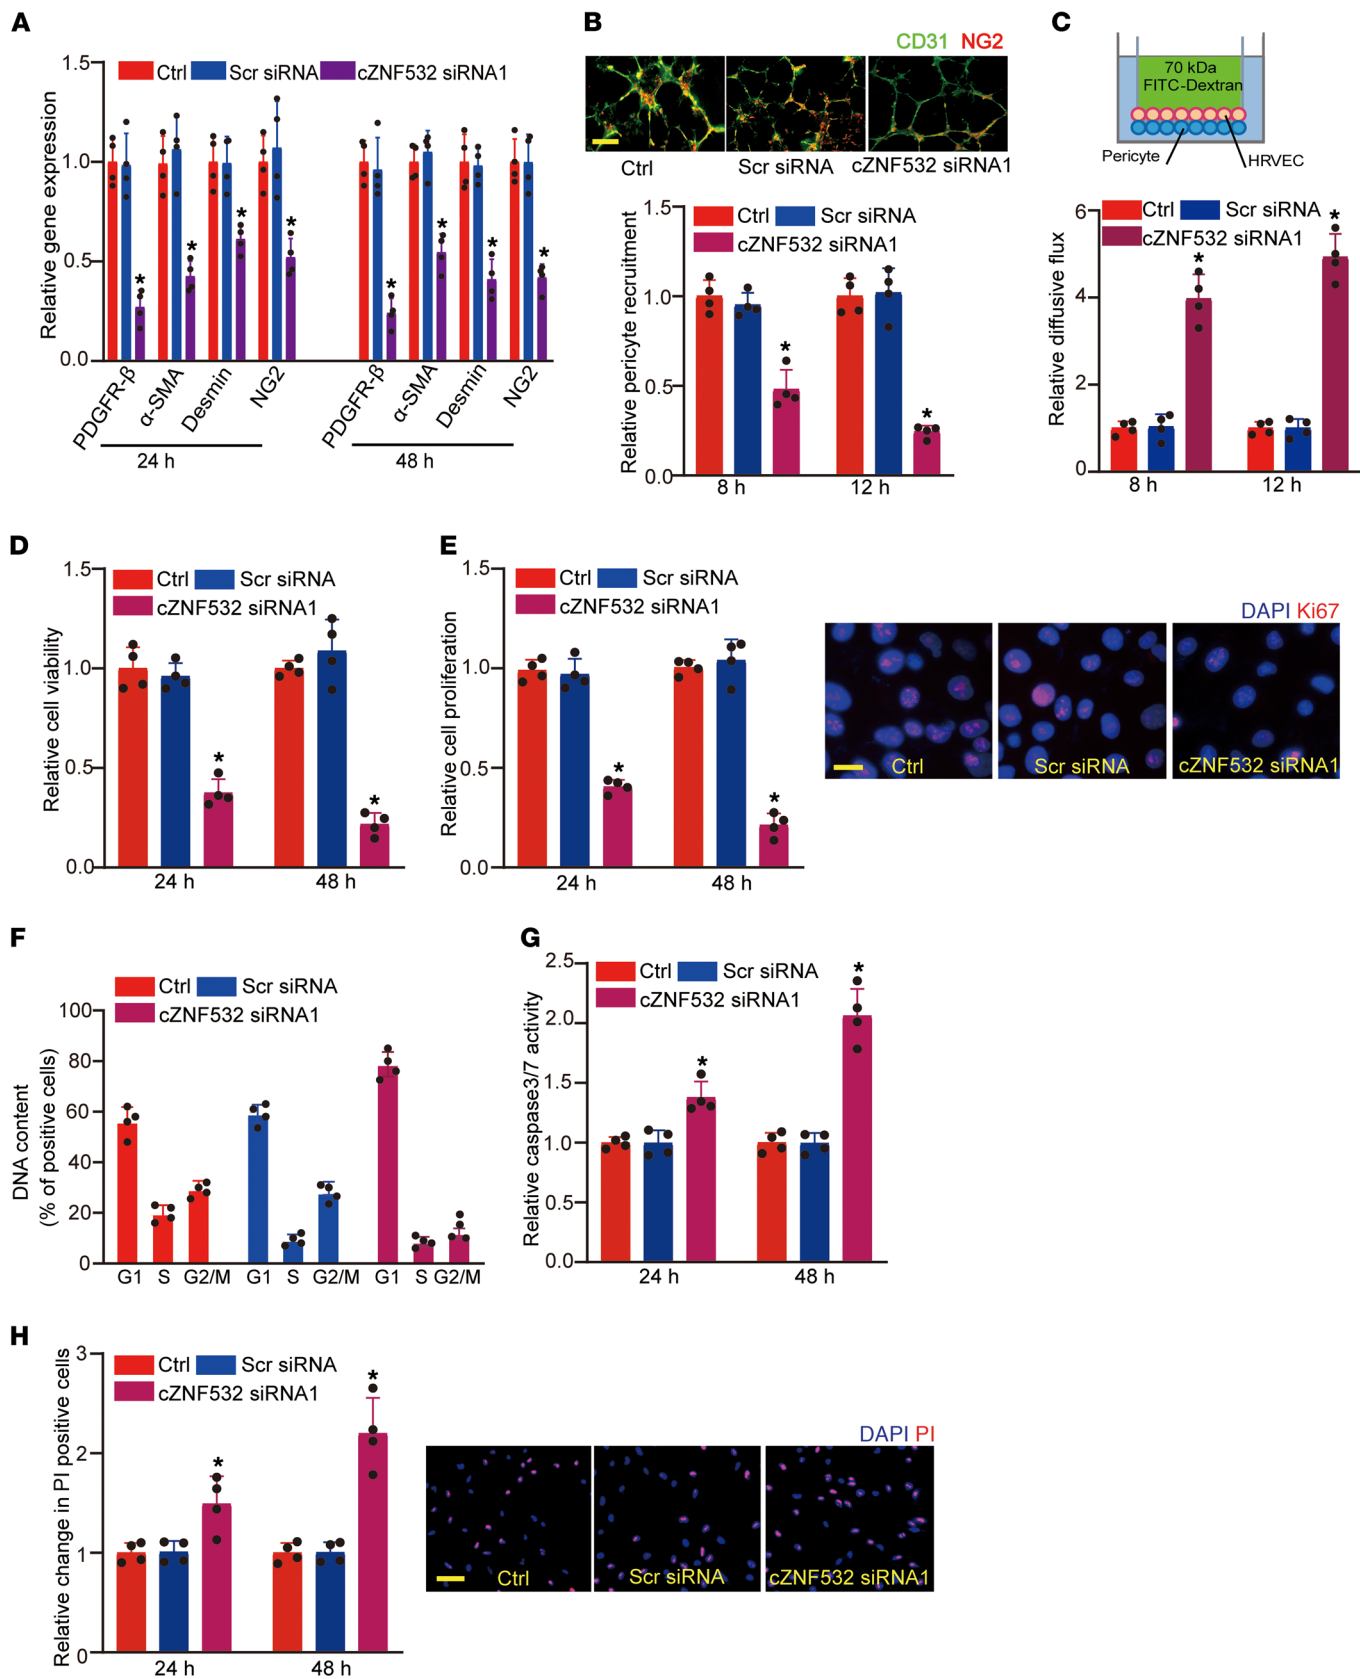 A
Relative gene expression
1.5
1.0
0.5
0.0
Ctrl Scr siRNA cZNF532 siRNA1
* * * * * * * *
PDGFR-β α-SMA Desmin NG2 PDGFR-β α-SMA Desmin NG2
24 h 48 h
B
CD31 NG2
Ctrl Scr siRNA cZNF532 siRNA1
Relative pericyte recruitment
1.5
1.0
0.5
0.0
Ctrl Scr siRNA
cZNF532 siRNA1
* *
8 h 12 h
C
70 kDa
FITC-Dextran
Pericyte HRVEC
Relative diffusive flux
6
4
2
0
Ctrl Scr siRNA
cZNF532 siRNA1
* *
8 h 12 h
D
Relative cell viability
1.5
1.0
0.5
0.0
Ctrl Scr siRNA
cZNF532 siRNA1
* *
24 h 48 h
E
Relative cell proliferation
1.5
1.0
0.5
0.0
Ctrl Scr siRNA
cZNF532 siRNA1
* *
24 h 48 h
DAPI Ki67
Ctrl Scr siRNA cZNF532 siRNA1
F
DNA content
(% of positive cells)
100
80
60
40
20
0
Ctrl Scr siRNA
cZNF532 siRNA1
G1 S G2/M G1 S G2/M G1 S G2/M
G
Relative caspase3/7 activity
2.5
2.0
1.5
1.0
0.5
0.0
Ctrl Scr siRNA
cZNF532 siRNA1
* *
24 h 48 h
H
Relative change in PI positive cells
3
2
1
0
Ctrl Scr siRNA
cZNF532 siRNA1
* *
24 h 48 h
DAPI PI
Ctrl Scr siRNA cZNF532 siRNA1